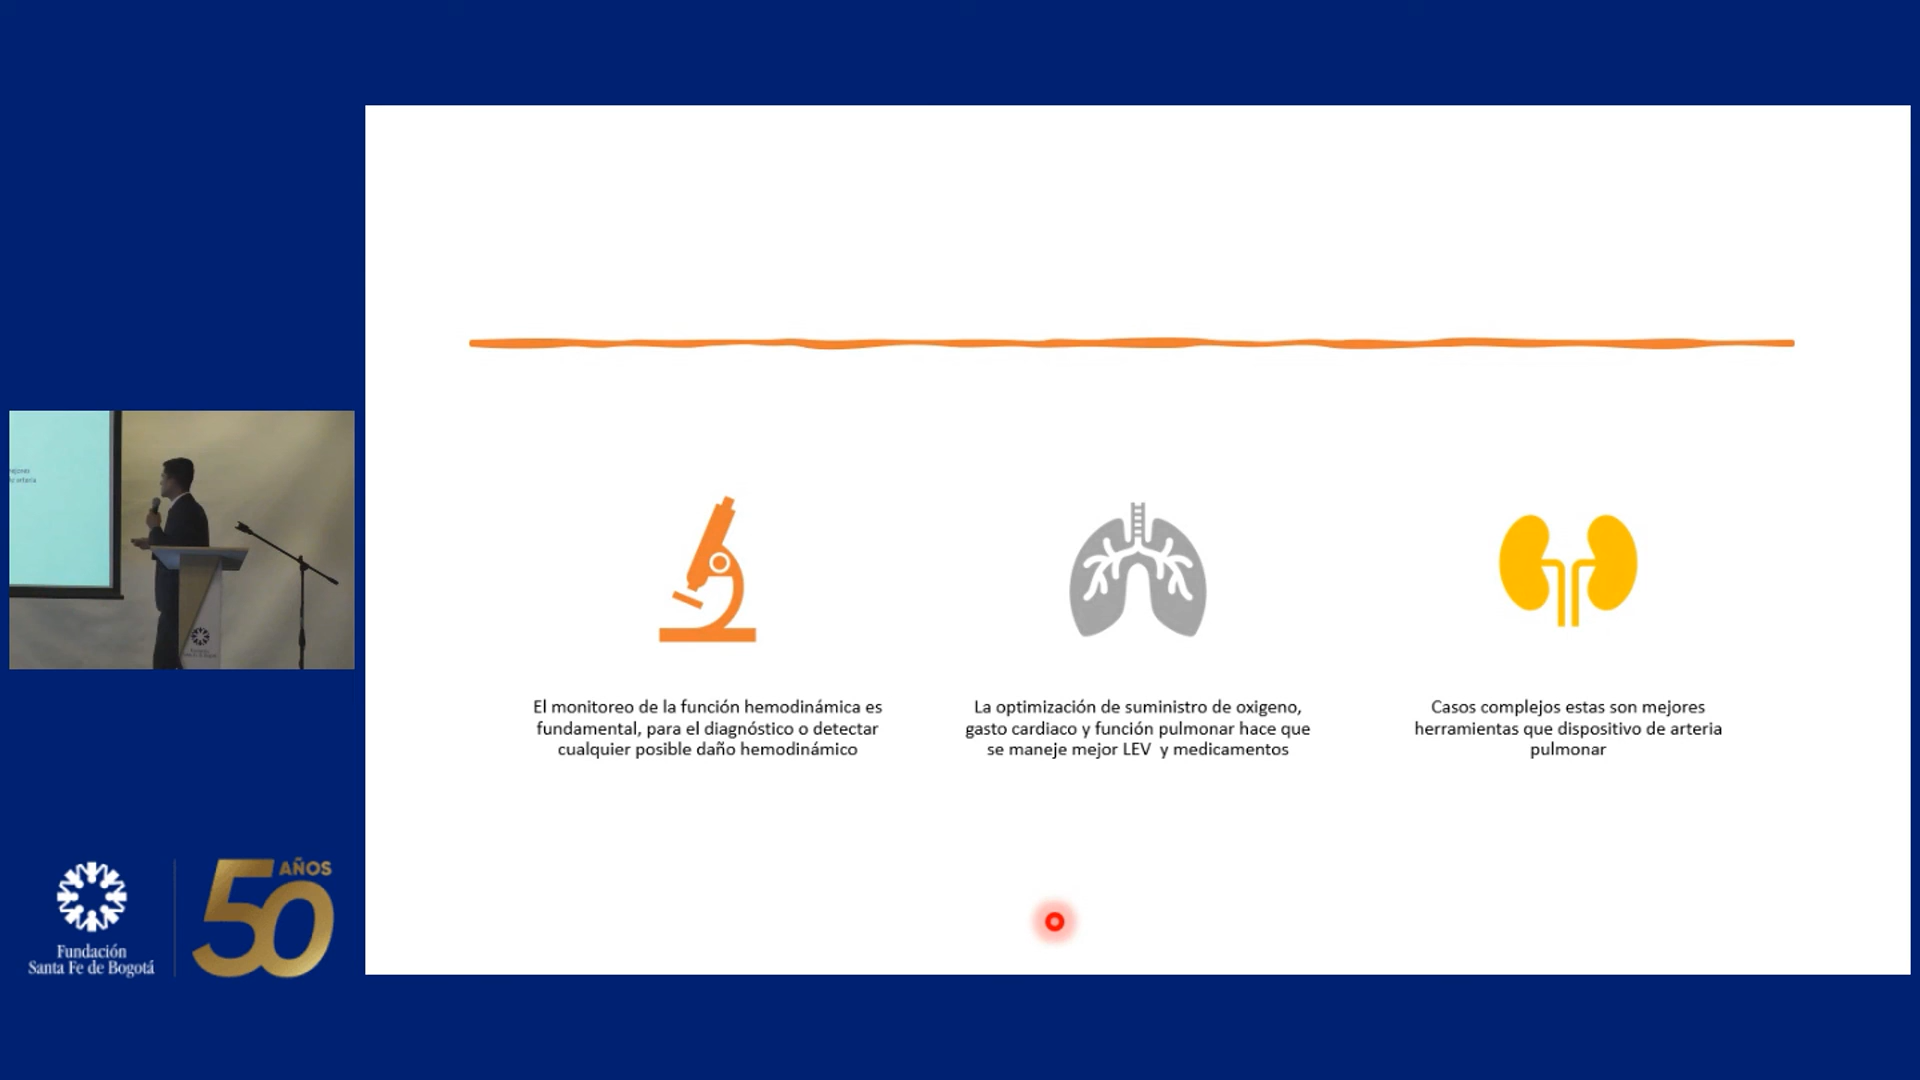 El monitoreo de la función hemodinámica es
fundamental, para el diagnóstico o detectar
cualquier posible daño hemodinámico
La optimización de suministro de oxigeno,
gasto cardiaco y función pulmonar hace que
se maneje mejor LEV  y medicamentos
Casos complejos estas son mejores
herramientas que dispositivo de arteria
pulmonar
Fundación
Santa Fe de Bogotá
50 AÑOS